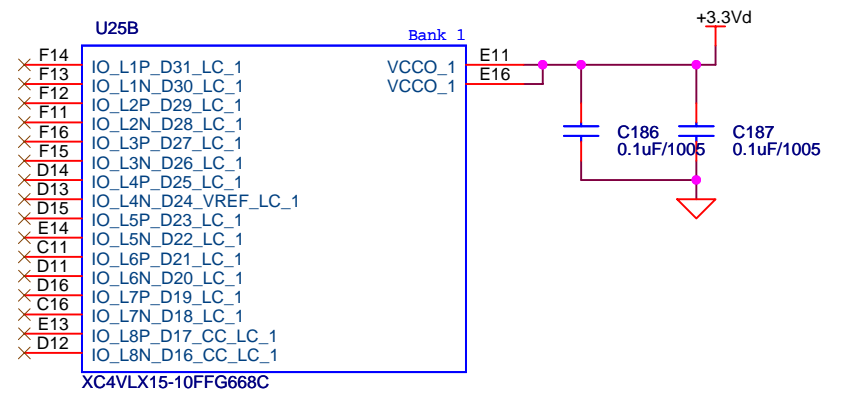 +3.3Vd
U25B
Bank 1
F14 IO_L1P_D31_LC_1 VCCO_1 E11
F13 IO_L1N_D30_LC_1 VCCO_1 E16
F12 IO_L2P_D29_LC_1
F11 IO_L2N_D28_LC_1
F16 IO_L3P_D27_LC_1
F15 IO_L3N_D26_LC_1
D14 IO_L4P_D25_LC_1
D13 IO_L4N_D24_VREF_LC_1
D15 IO_L5P_D23_LC_1
E14 IO_L5N_D22_LC_1
C11 IO_L6P_D21_LC_1
D11 IO_L6N_D20_LC_1
D16 IO_L7P_D19_LC_1
C16 IO_L7N_D18_LC_1
E13 IO_L8P_D17_CC_LC_1
D12 IO_L8N_D16_CC_LC_1
XC4VLX15-10FFG668C
C186
0.1uF/1005
C187
0.1uF/1005